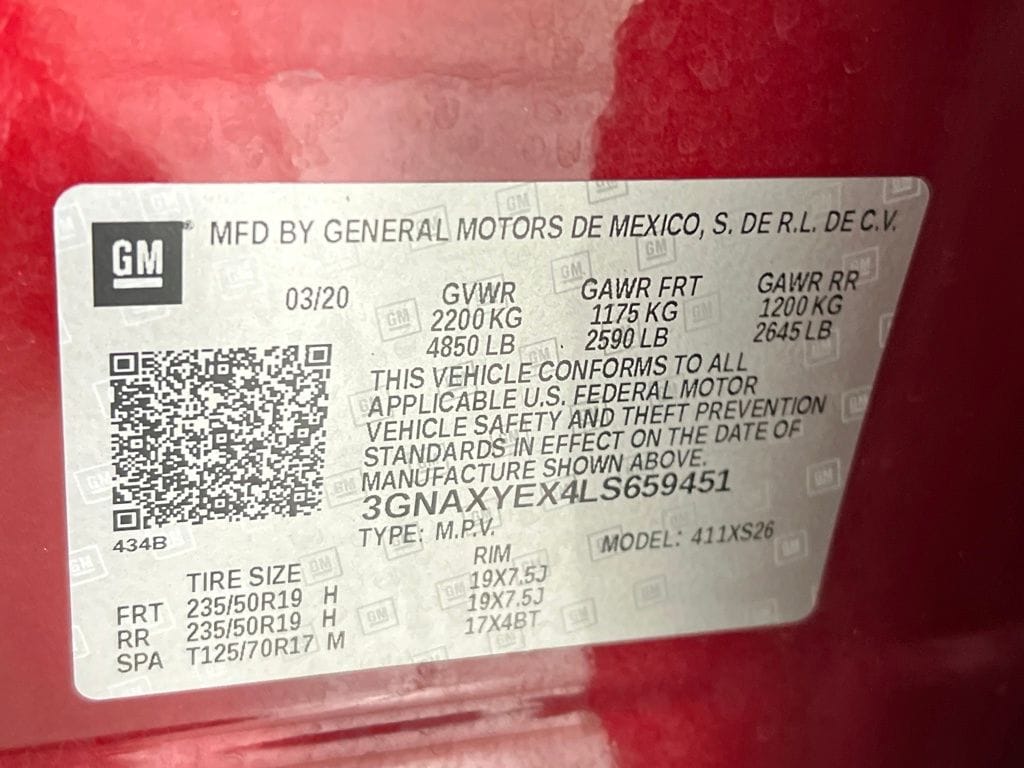 GM
MFD BY GENERAL MOTORS DE MEXICO, S. DE R.L. DE C.V.
03/20 GVWR GAWR FRT GAWR RR
2200 KG 1175 KG 1200 KG
4850 LB 2590 LB 2645 LB
THIS VEHICLE CONFORMS TO ALL
APPLICABLE U.S. FEDERAL MOTOR
VEHICLE SAFETY AND THEFT PREVENTION
STANDARDS IN EFFECT ON THE DATE OF
MANUFACTURE SHOWN ABOVE.
3GNAXYEX4LS659451
434B
TYPE: M.P.V. MODEL: 411XS26
TIRE SIZE RIM
FRT 235/50R19 H 19X7.5J
RR 235/50R19 H 19X7.5J
SPA T125/70R17 M 17X4BT